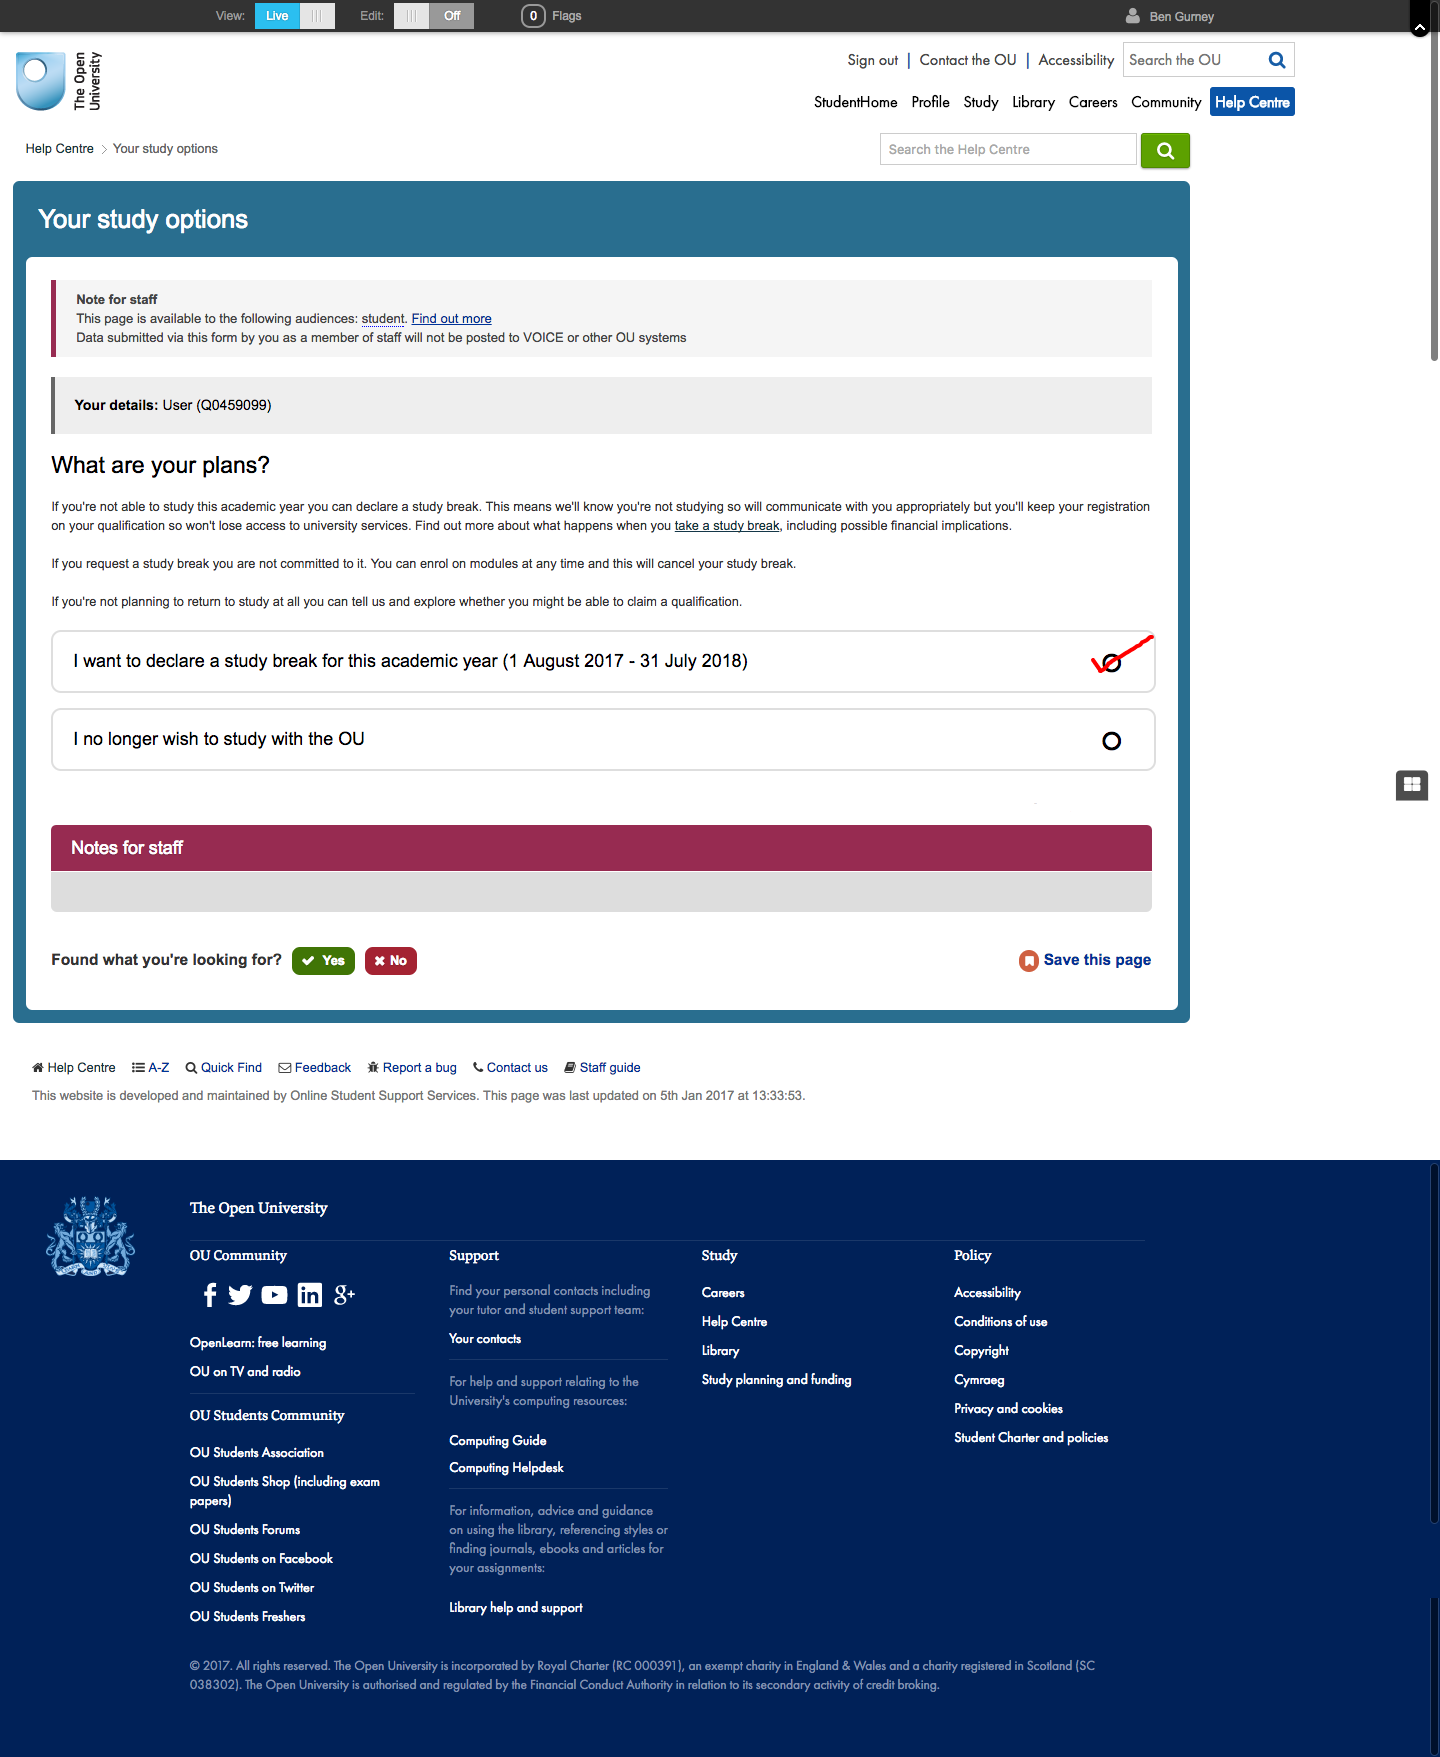 View: Live Edit: Off 0 Flags Ben Gurney
The Open
University
Sign out | Contact the OU | Accessibility Search the OU
StudentHome Profile Study Library Careers Community Help Centre
Help Centre > Your study options Search the Help Centre
Your study options
Note for staff
This page is available to the following audiences: student. Find out more
Data submitted via this form by you as a member of staff will not be posted to VOICE or other OU systems
Your details: User (Q0459099)
What are your plans?
If you're not able to study this academic year you can declare a study break. This means we'll know you're not studying so will communicate with you appropriately but you'll keep your registration
on your qualification so won't lose access to university services. Find out more about what happens when you take a study break, including possible financial implications.
If you request a study break you are not committed to it. You can enrol on modules at any time and this will cancel your study break.
If you're not planning to return to study at all you can tell us and explore whether you might be able to claim a qualification.
I want to declare a study break for this academic year (1 August 2017 - 31 July 2018)
I no longer wish to study with the OU
Notes for staff
Found what you're looking for? Yes No Save this page
Help Centre A-Z Quick Find Feedback Report a bug Contact us Staff guide
This website is developed and maintained by Online Student Support Services. This page was last updated on 5th Jan 2017 at 13:33:53.
The Open University
OU Community
OpenLearn: free learning
OU on TV and radio
OU Students Community
OU Students Association
OU Students Shop (including exam
papers)
OU Students Forums
OU Students on Facebook
OU Students on Twitter
OU Students Freshers
Support
Find your personal contacts including
your tutor and student support team:
Your contacts
For help and support relating to the
University's computing resources:
Computing Guide
Computing Helpdesk
For information, advice and guidance
on using the library, referencing styles or
finding journals, ebooks and articles for
your assignments:
Library help and support
Study
Careers
Help Centre
Library
Study planning and funding
Policy
Accessibility
Conditions of use
Copyright
Cymraeg
Privacy and cookies
Student Charter and policies
© 2017. All rights reserved. The Open University is incorporated by Royal Charter (RC 000391), an exempt charity in England & Wales and a charity registered in Scotland (SC
038302). The Open University is authorised and regulated by the Financial Conduct Authority in relation to its secondary activity of credit broking.